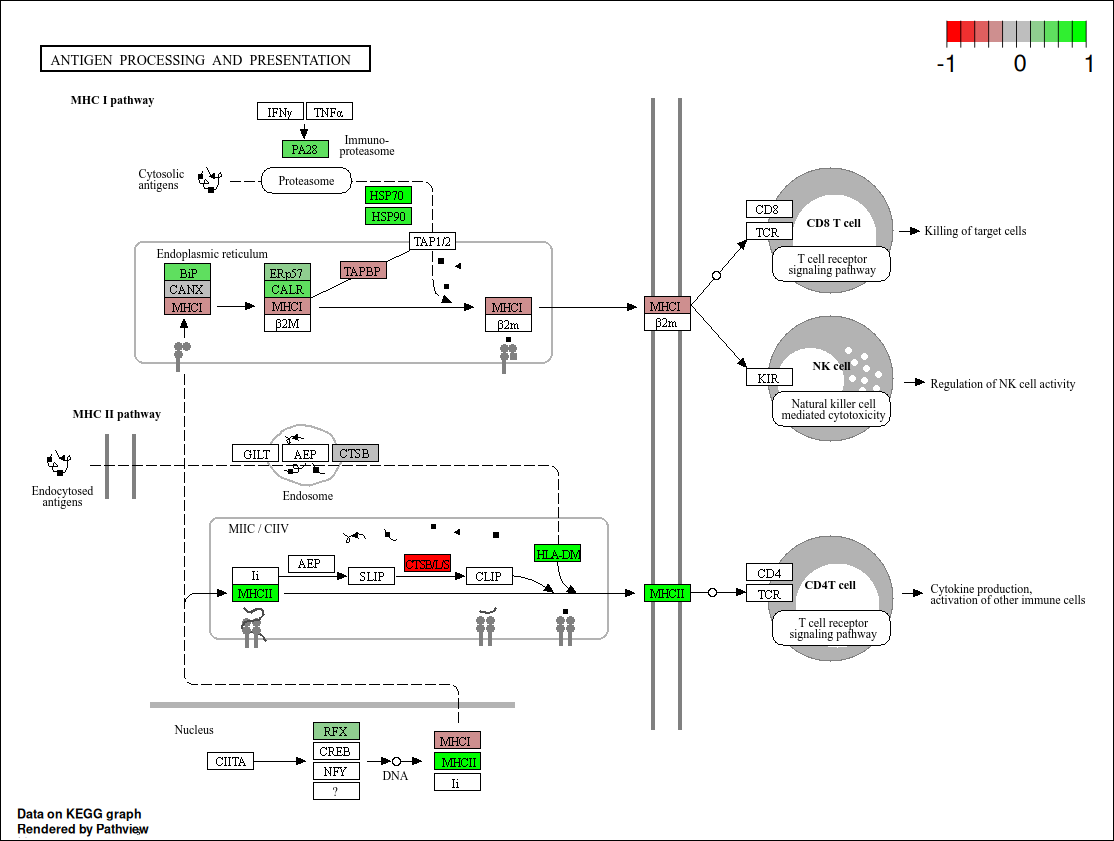 -1 0 1
ANTIGEN PROCESSING AND PRESENTATION
MHC I pathway
IFNγ TNFα
PA28
Immuno-
proteasome
Cytosolic
antigens
Proteasome
HSP70
HSP90
TAP1/2
Endoplasmic reticulum
BiP
CANX
MHCI
ERp57
CALR
MHCI
β2M
TAPBP
MHCI
β2m
MHCI
β2m
CD8
TCR
CD8 T cell
T cell receptor
signaling pathway
Killing of target cells
KIR
NK cell
Natural killer cell
mediated cytotoxicity
Regulation of NK cell activity
MHC II pathway
Endocytosed
antigens
GILT AEP CTSB
Endosome
MIIC / CIIV
Ii
MHCII
AEP
SLIP
CTSB/L/S
CLIP
HLA-DM
MHCII
CD4
TCR
CD4T cell
T cell receptor
signaling pathway
Cytokine production,
activation of other immune cells
Nucleus
CIITA
RFX
CREB
NFY
?
DNA
MHCI
MHCII
Ii
Data on KEGG graph
Rendered by Pathview